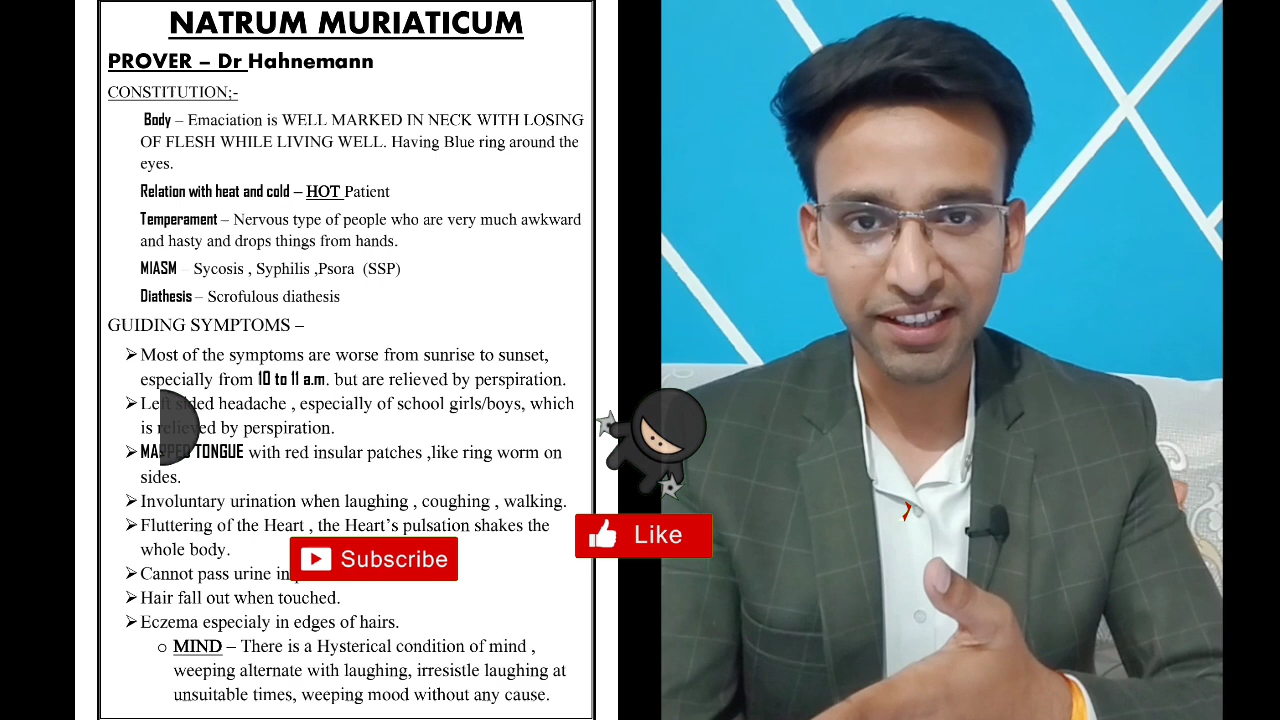 NATRUM MURIATICUM
PROVER – Dr Hahnemann
CONSTITUTION;-
Body – Emaciation is WELL MARKED IN NECK WITH LOSING
OF FLESH WHILE LIVING WELL. Having Blue ring around the
eyes.
Relation with heat and cold – HOT Patient
Temperament – Nervous type of people who are very much awkward
and hasty and drops things from hands.
MIASM – Sycosis , Syphilis ,Psora (SSP)
Diathesis – Scrofulous diathesis
GUIDING SYMPTOMS –
Most of the symptoms are worse from sunrise to sunset,
especially from 10 to 11 a.m. but are relieved by perspiration.
Left sided headache , especially of school girls/boys, which
is relieved by perspiration.
MAPPED TONGUE with red insular patches ,like ring worm on
sides.
Involuntary urination when laughing , coughing , walking.
Fluttering of the Heart , the Heart's pulsation shakes the
whole body.
Cannot pass urine in
Hair fall out when touched.
Eczema especialy in edges of hairs.
MIND – There is a Hysterical condition of mind ,
weeping alternate with laughing, irresistle laughing at
unsuitable times, weeping mood without any cause.
Subscribe
Like